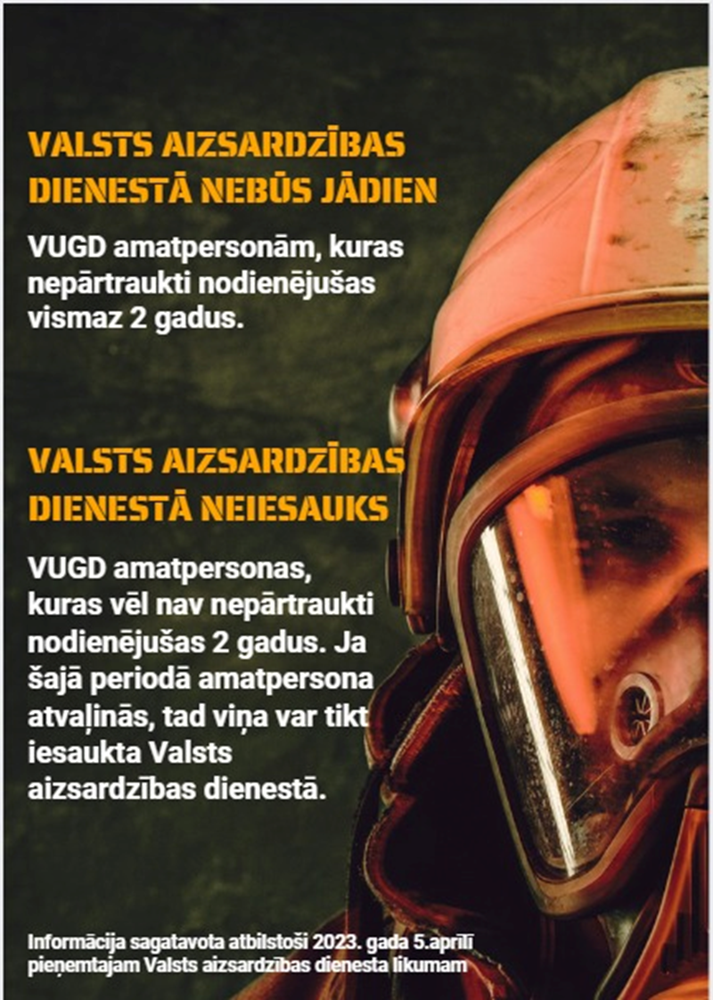 VALSTS AIZSARDZĪBAS
DIENESTĀ NEBŪS JĀDIEN
VUGD amatpersonām, kuras
nepārtraukti nodienējušas
vismaz 2 gadus.
VALSTS AIZSARDZĪBAS
DIENESTĀ NEIESAUKS
VUGD amatpersonas,
kuras vēl nav nepārtraukti
nodienējušas 2 gadus. Ja
šajā periodā amatpersona
atvaļinās, tad viņa var tikt
iesaukta Valsts
aizsardzības dienestā.
Informācija sagatavota atbilstoši 2023. gada 5.aprīlī
pieņemtajam Valsts aizsardzības dienesta likumam